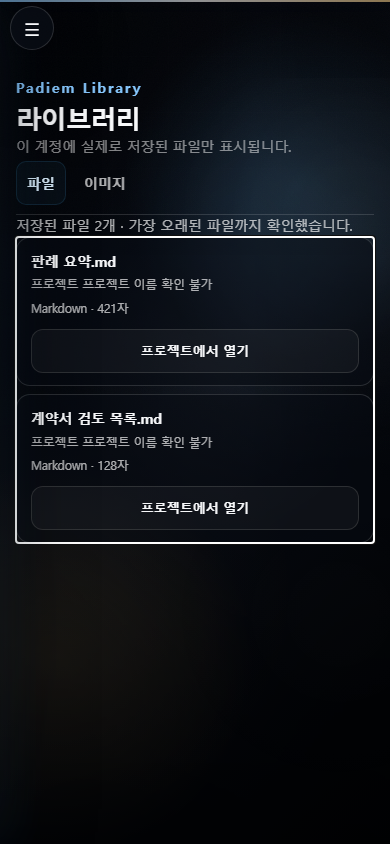 Padiem Library
라이브러리
이 계정에 실제로 저장된 파일만 표시됩니다.
파일 이미지
저장된 파일 2개 · 가장 오래된 파일까지 확인했습니다.
판례 요약.md
프로젝트 프로젝트 이름 확인 불가
Markdown · 421자
프로젝트에서 열기
계약서 검토 목록.md
프로젝트 프로젝트 이름 확인 불가
Markdown · 128자
프로젝트에서 열기